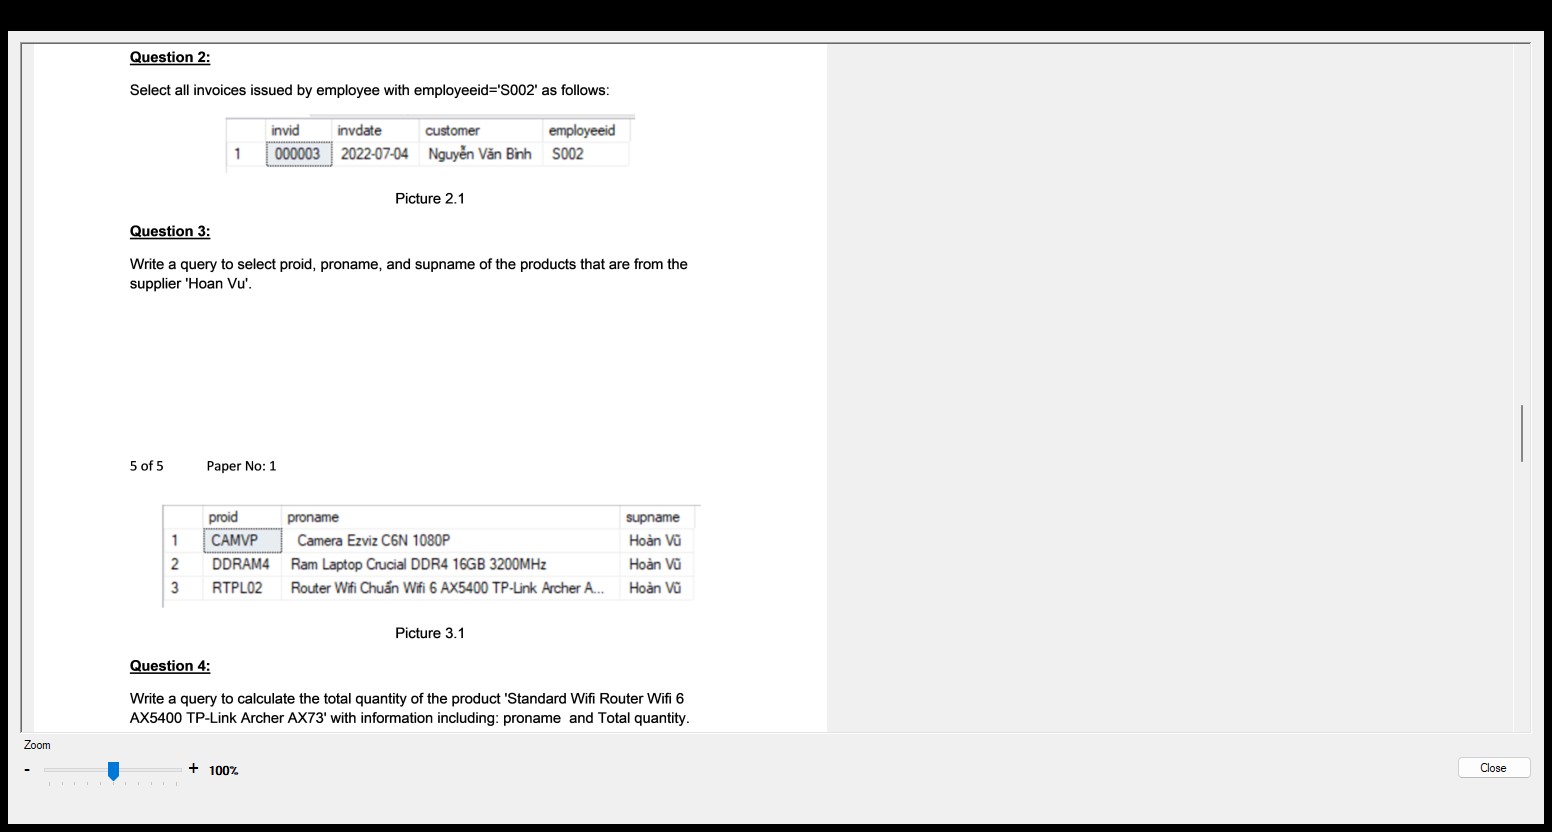 Question 2:
Select all invoices issued by employee with employeeid='S002' as follows:
invid invdate customer employeeid
1 000003 2022-07-04 Nguyễn Văn Bình S002
Picture 2.1
Question 3:
Write a query to select proid, proname, and supname of the products that are from the
supplier 'Hoan Vu'.
5 of 5 Paper No: 1
proid proname supname
1 CAMVP Camera Ezviz C6N 1080P Hoàn Vũ
2 DDRAM4 Ram Laptop Crucial DDR4 16GB 3200MHz Hoàn Vũ
3 RTPL02 Router Wifi Chuẩn Wifi 6 AX5400 TP-Link Archer A... Hoàn Vũ
Picture 3.1
Question 4:
Write a query to calculate the total quantity of the product 'Standard Wifi Router Wifi 6
AX5400 TP-Link Archer AX73' with information including: proname and Total quantity.
Zoom
- + 100%
Close